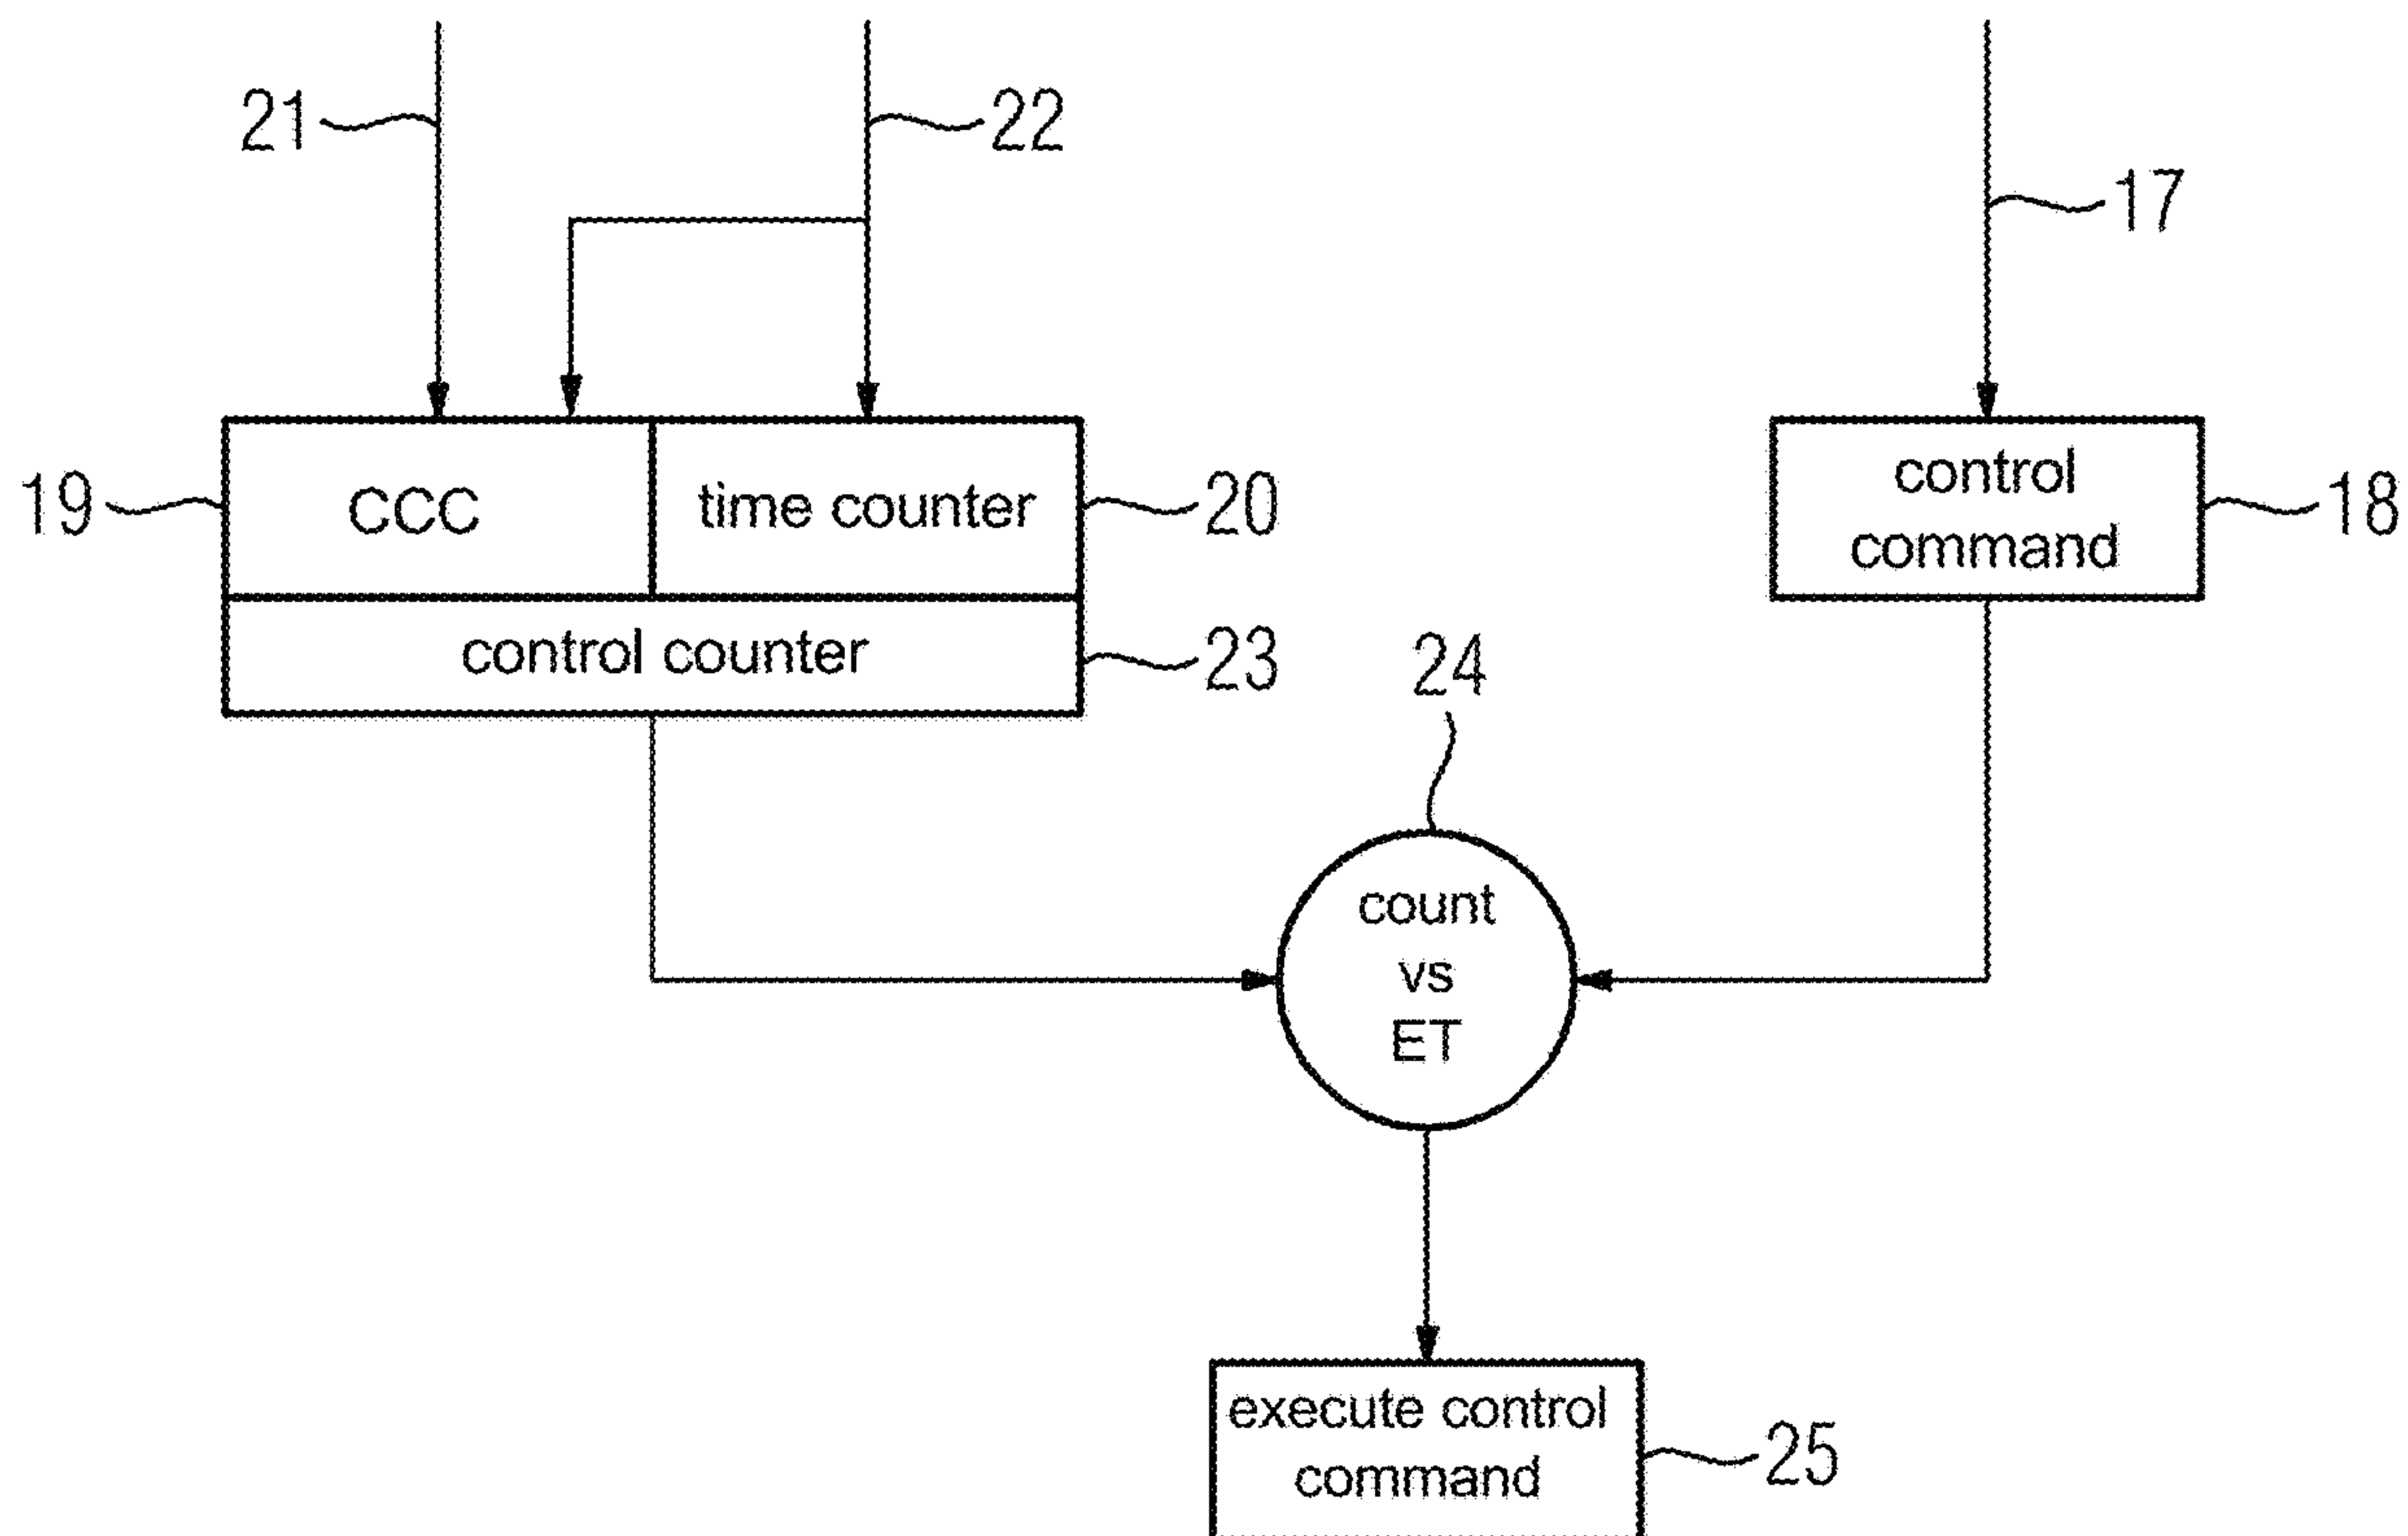 21
22
17
19
CCC
time counter
20
control
command
18
control counter
23
24
count
vs
ET
execute control
command
25